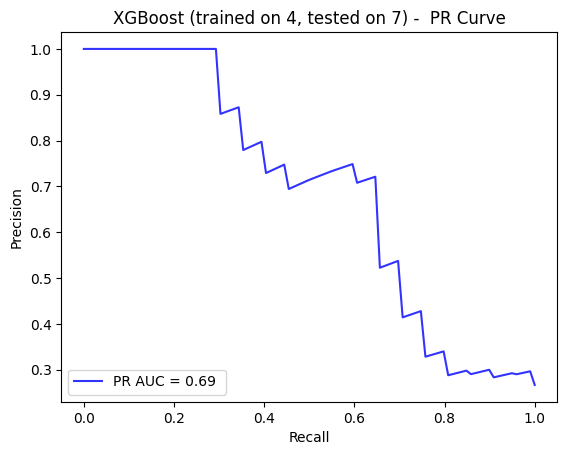 XGBoost (trained on 4, tested on 7) -  PR Curve
1.0
0.9
0.8
0.7
0.6
0.5
0.4
0.3
Precision
PR AUC = 0.69
0.0 0.2 0.4 0.6 0.8 1.0
Recall